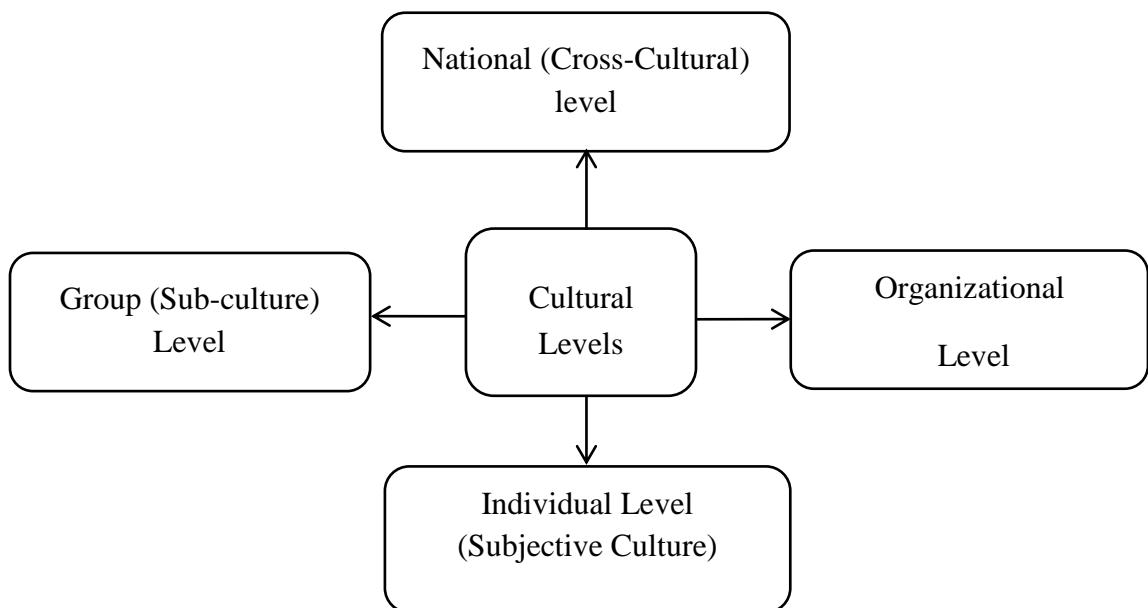 National (Cross-Cultural)
level
Group (Sub-culture)
Level
Cultural
Levels
Organizational
Level
Individual Level
(Subjective Culture)